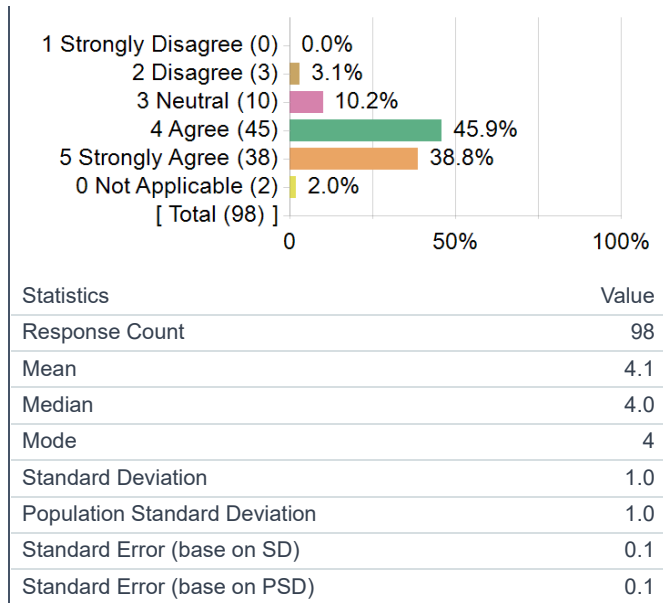 1 Strongly Disagree (0) 0.0%
2 Disagree (3) 3.1%
3 Neutral (10) 10.2%
4 Agree (45) 45.9%
5 Strongly Agree (38) 38.8%
0 Not Applicable (2) 2.0%
[ Total (98) ]
0 50% 100%
Statistics Value
Response Count 98
Mean 4.1
Median 4.0
Mode 4
Standard Deviation 1.0
Population Standard Deviation 1.0
Standard Error (base on SD) 0.1
Standard Error (base on PSD) 0.1